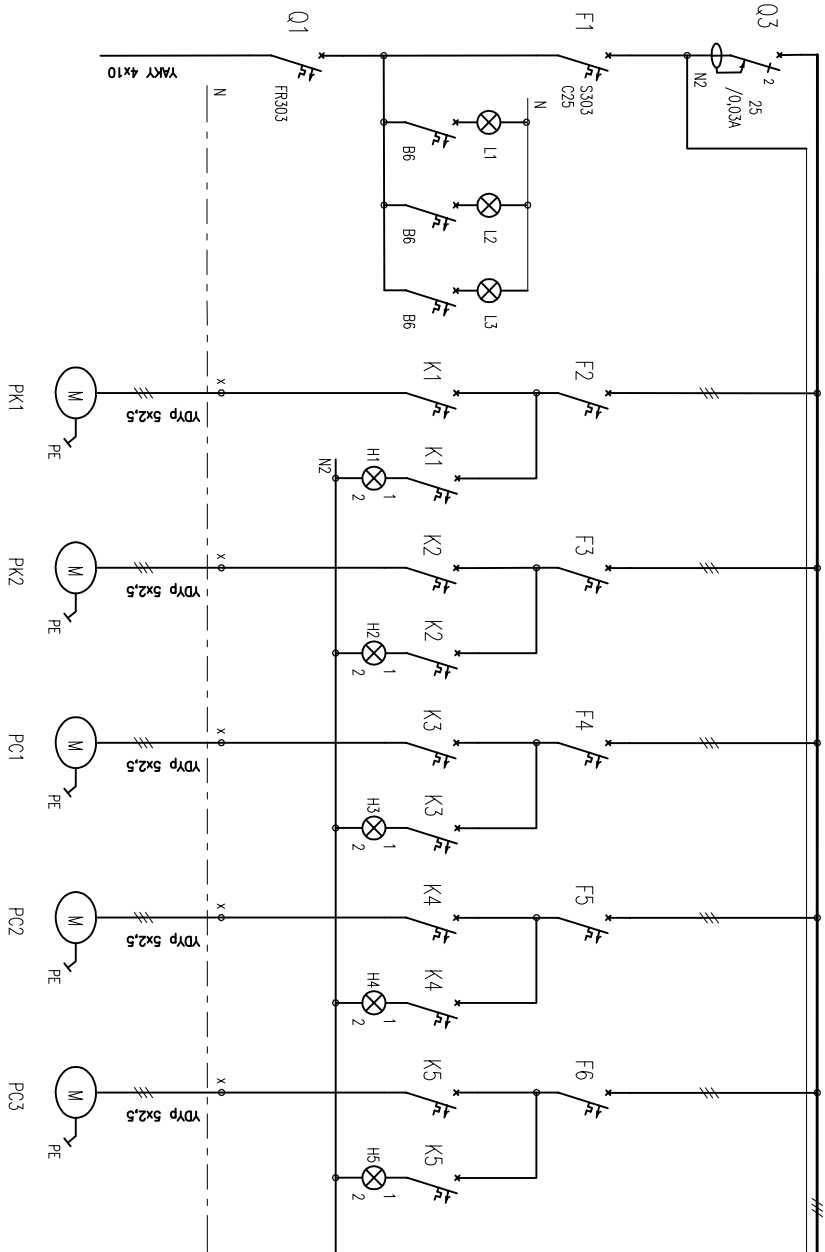 Q1
F1
Q3
YAKY 4x10
FR303
S303
C25
N2
25
/0,03A
2
N
N
B6
L1
B6
L2
B6
L3
PK1
M
PE
YDYp 5x2,5
x
K1
F2
N2
H1
1
2
K1
PK2
M
PE
YDYp 5x2,5
x
K2
F3
H2
1
2
K2
PC1
M
PE
YDYp 5x2,5
x
K3
F4
H3
1
2
K3
PC2
M
PE
YDYp 5x2,5
x
K4
F5
H4
1
2
K4
PC3
M
PE
YDYp 5x2,5
x
K5
F6
H5
1
2
K5